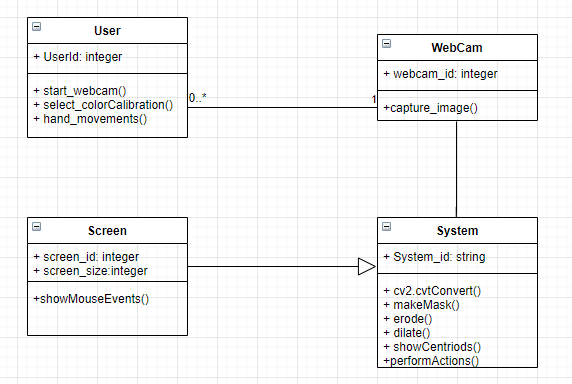 User
+ UserId: integer
+ start_webcam()
+ select_colorCalibration()
+ hand_movements()
0..*
1
WebCam
+ webcam_id: integer
+capture_image()
Screen
+ screen_id: integer
+ screen_size:integer
+showMouseEvents()
System
+ System_id: string
+ cv2.cvtConvert()
+ makeMask()
+ erode()
+ dilate()
+ showCentriods()
+performActions()